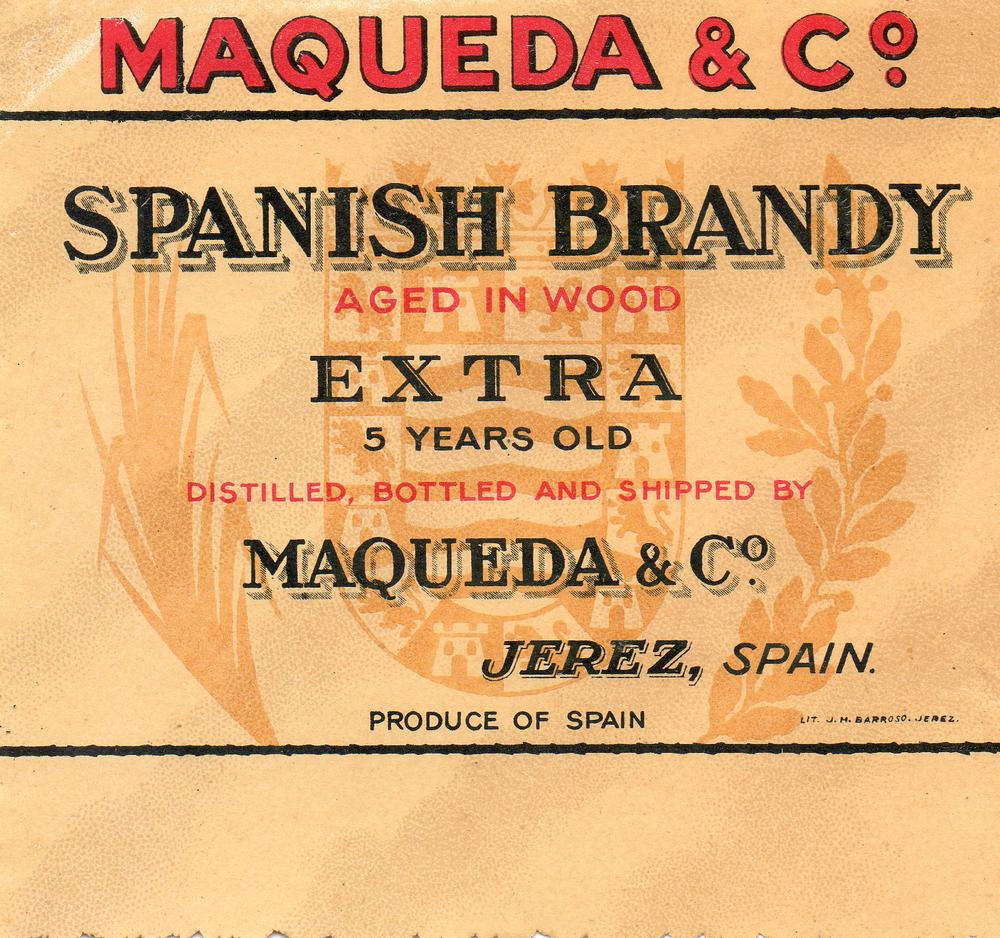 MAQUEDA & Cº
SPANISH BRANDY
AGED IN WOOD
EXTRA
5 YEARS OLD
DISTILLED, BOTTLED AND SHIPPED BY
MAQUEDA & Cº
JEREZ, SPAIN.
PRODUCE OF SPAIN
LIT. J. M. BARROSO. JEREZ.